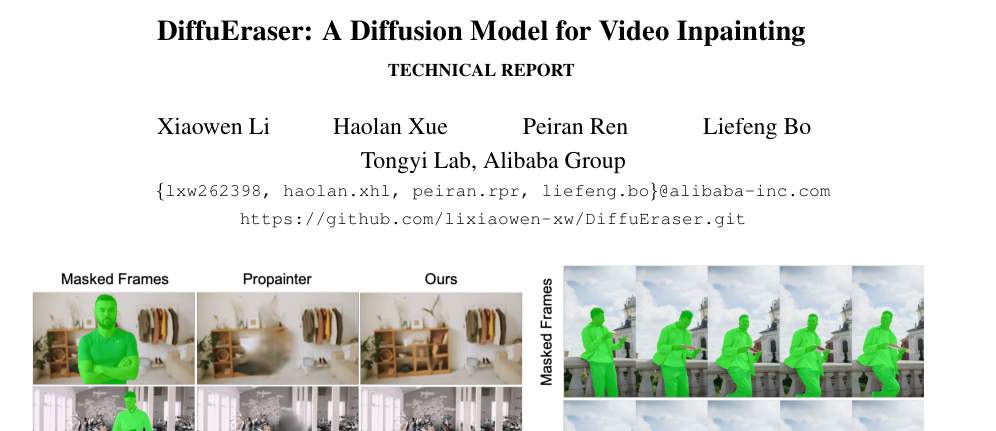 DiffuEraser: A Diffusion Model for Video Inpainting
TECHNICAL REPORT
Xiaowen Li Haolan Xue Peiran Ren Liefeng Bo
Tongyi Lab, Alibaba Group
{lxw262398, haolan.xhl, peiran.rpr, liefeng.bo}@alibaba-inc.com
https://github.com/lixiaowen-xw/DiffuEraser.git
Masked Frames Propainter Ours
Masked Frames